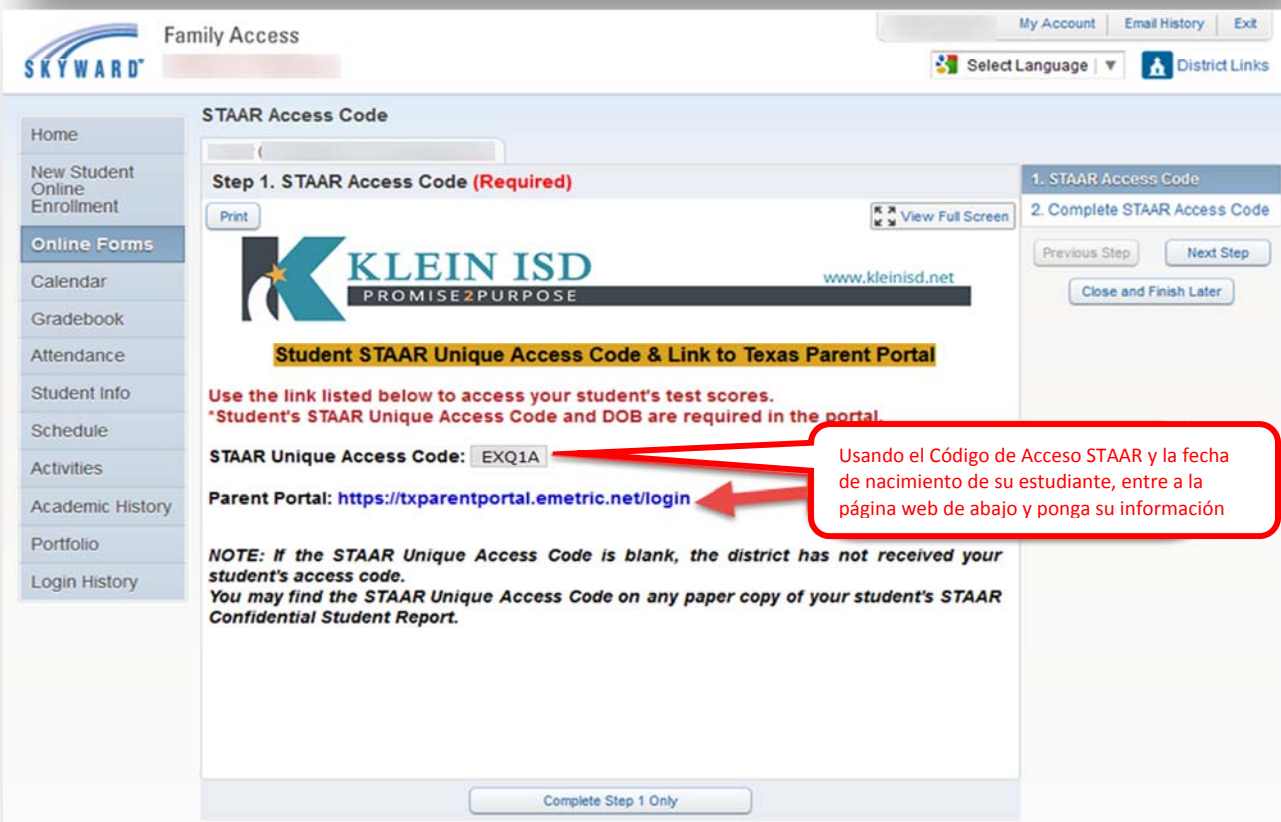 Family Access
SKYWARD
My Account
Email History
Exit
Select Language
District Links
Home
New Student
Online
Enrollment
Online Forms
Calendar
Gradebook
Attendance
Student Info
Schedule
Activities
Academic History
Portfolio
Login History
STAAR Access Code
Step 1. STAAR Access Code (Required)
Print
View Full Screen
KLEIN ISD
PROMISE2PURPOSE
www.kleinisd.net
Student STAAR Unique Access Code & Link to Texas Parent Portal
Use the link listed below to access your student's test scores.
*Student's STAAR Unique Access Code and DOB are required in the portal.
STAAR Unique Access Code: EXQ1A
Parent Portal: https://txparentportal.emetric.net/login
Usando el Código de Acceso STAAR y la fecha
de nacimiento de su estudiante, entre a la
página web de abajo y ponga su información
NOTE: If the STAAR Unique Access Code is blank, the district has not received your
student's access code.
You may find the STAAR Unique Access Code on any paper copy of your student's STAAR
Confidential Student Report.
Complete Step 1 Only
1. STAAR Access Code
2. Complete STAAR Access Code
Previous Step
Next Step
Close and Finish Later